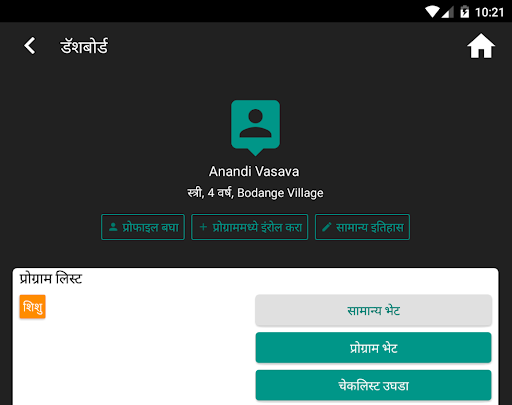 10:21
डॅशबोर्ड
Anandi Vasava
स्त्री, 4 वर्ष, Bodange Village
प्रोफाइल बघा + प्रोग्राममध्ये इंरोल करा सामान्य इतिहास
प्रोग्राम लिस्ट
शिशु सामान्य भेट
प्रोग्राम भेट
चेकलिस्ट उघडा